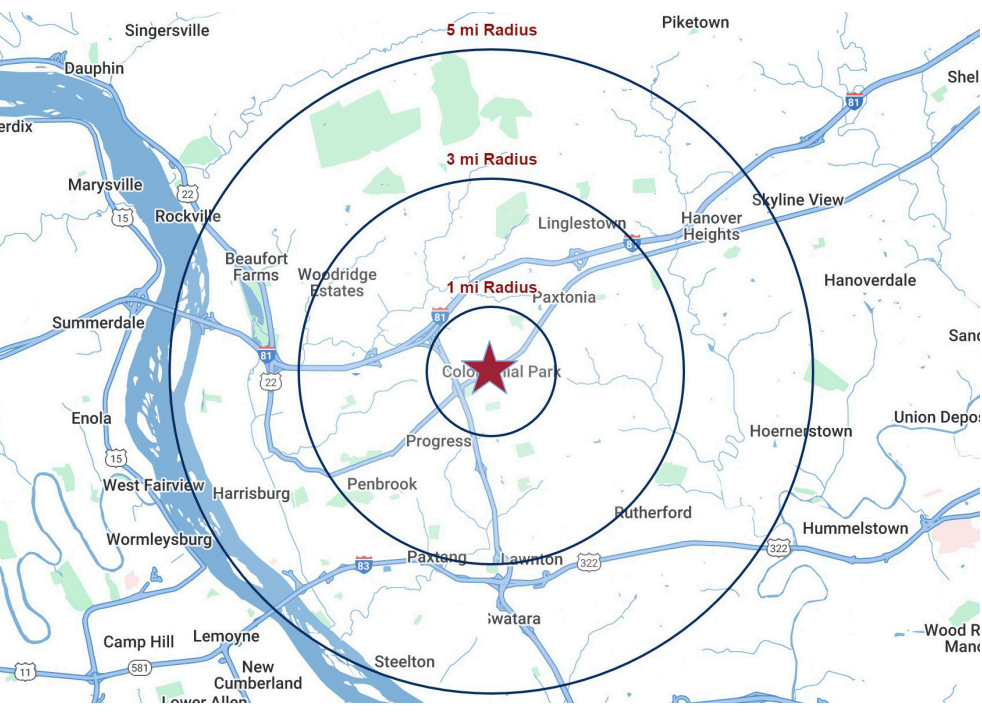 5 mi Radius
Piketown
Singersville
Dauphin
Shel
81
erdix
3 mi Radius
Marysville
22
Skyline View
15
Rockville
Linglestown
Hanover
Heights
81
Beaufort
Farms
Woodridge
Estates
Hanoverdale
1 mi Radius
Paxtonia
81
Summerdale
Sand
81
Colonial Park
22
Enola
Union Depos
Hoernerstown
Progress
15
West Fairview
Penbrook
Harrisburg
Rutherford
Hummelstown
Wormleysburg
322
Paxtang
Lawnton
322
83
Swatara
Wood R
Mano
Camp Hill
Lemoyne
Steelton
581
11
New
Cumberland
Lower Allen